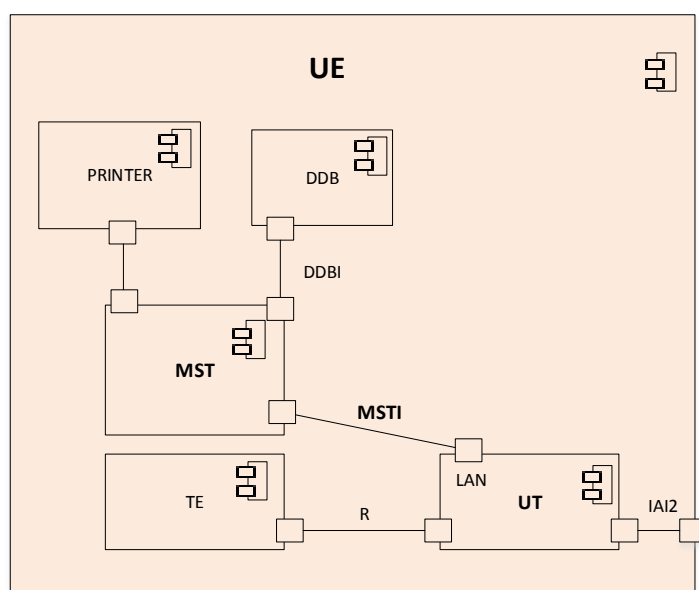 UE
PRINTER
DDB
DDBI
MST
MSTI
LAN
TE
R
UT
IAI2